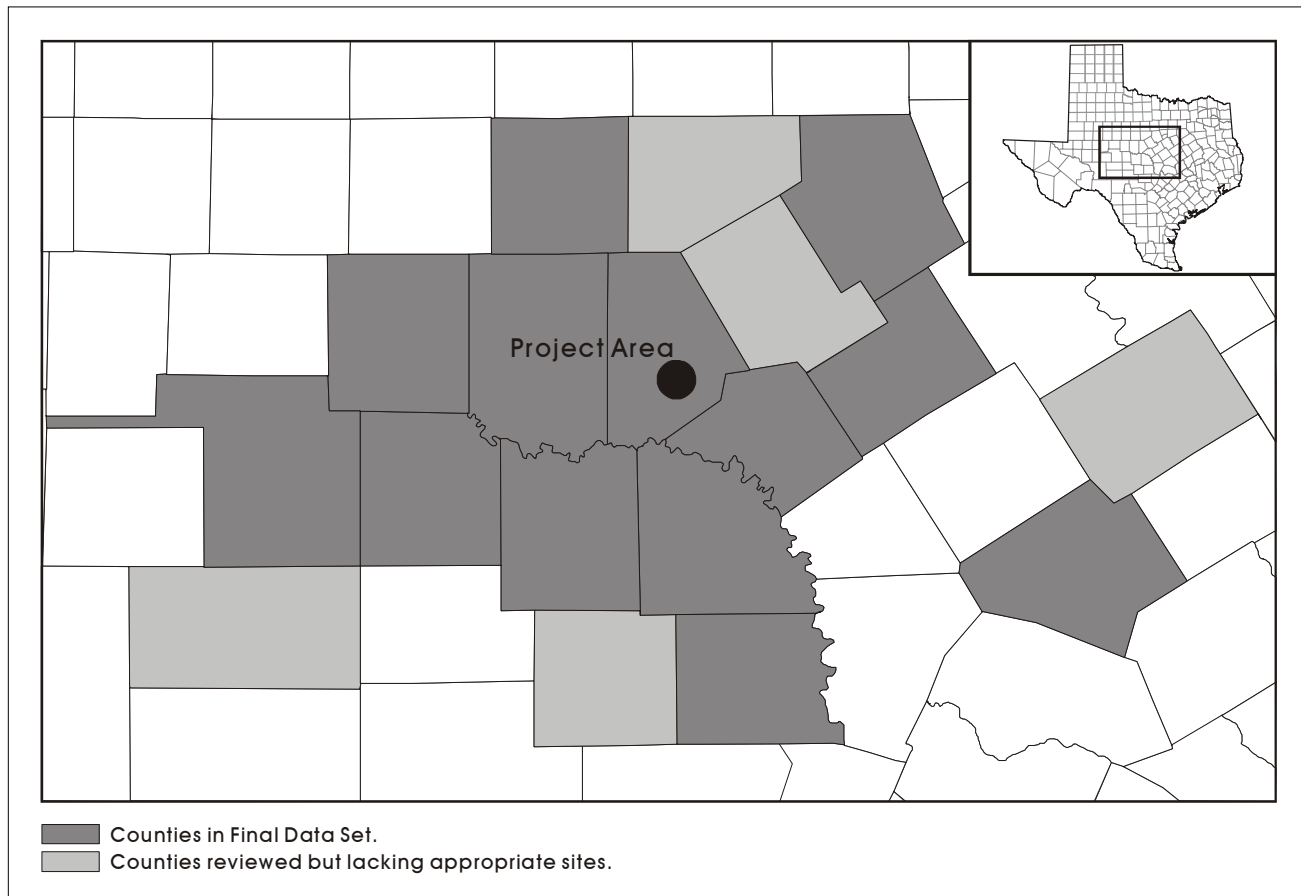 Project Area
Counties in Final Data Set.
Counties reviewed but lacking appropriate sites.